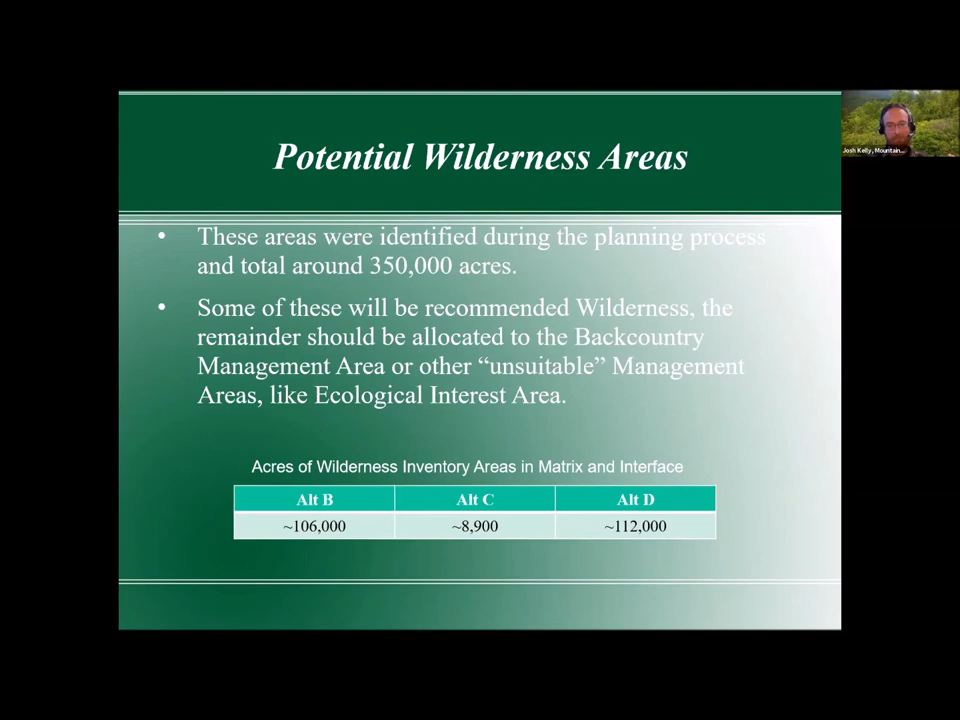 Potential Wilderness Areas
Josh Kelly, Mountain...
• These areas were identified during the planning process
and total around 350,000 acres.
• Some of these will be recommended Wilderness, the
remainder should be allocated to the Backcountry
Management Area or other “unsuitable” Management
Areas, like Ecological Interest Area.
Acres of Wilderness Inventory Areas in Matrix and Interface
Alt B Alt C Alt D
~106,000 ~8,900 ~112,000